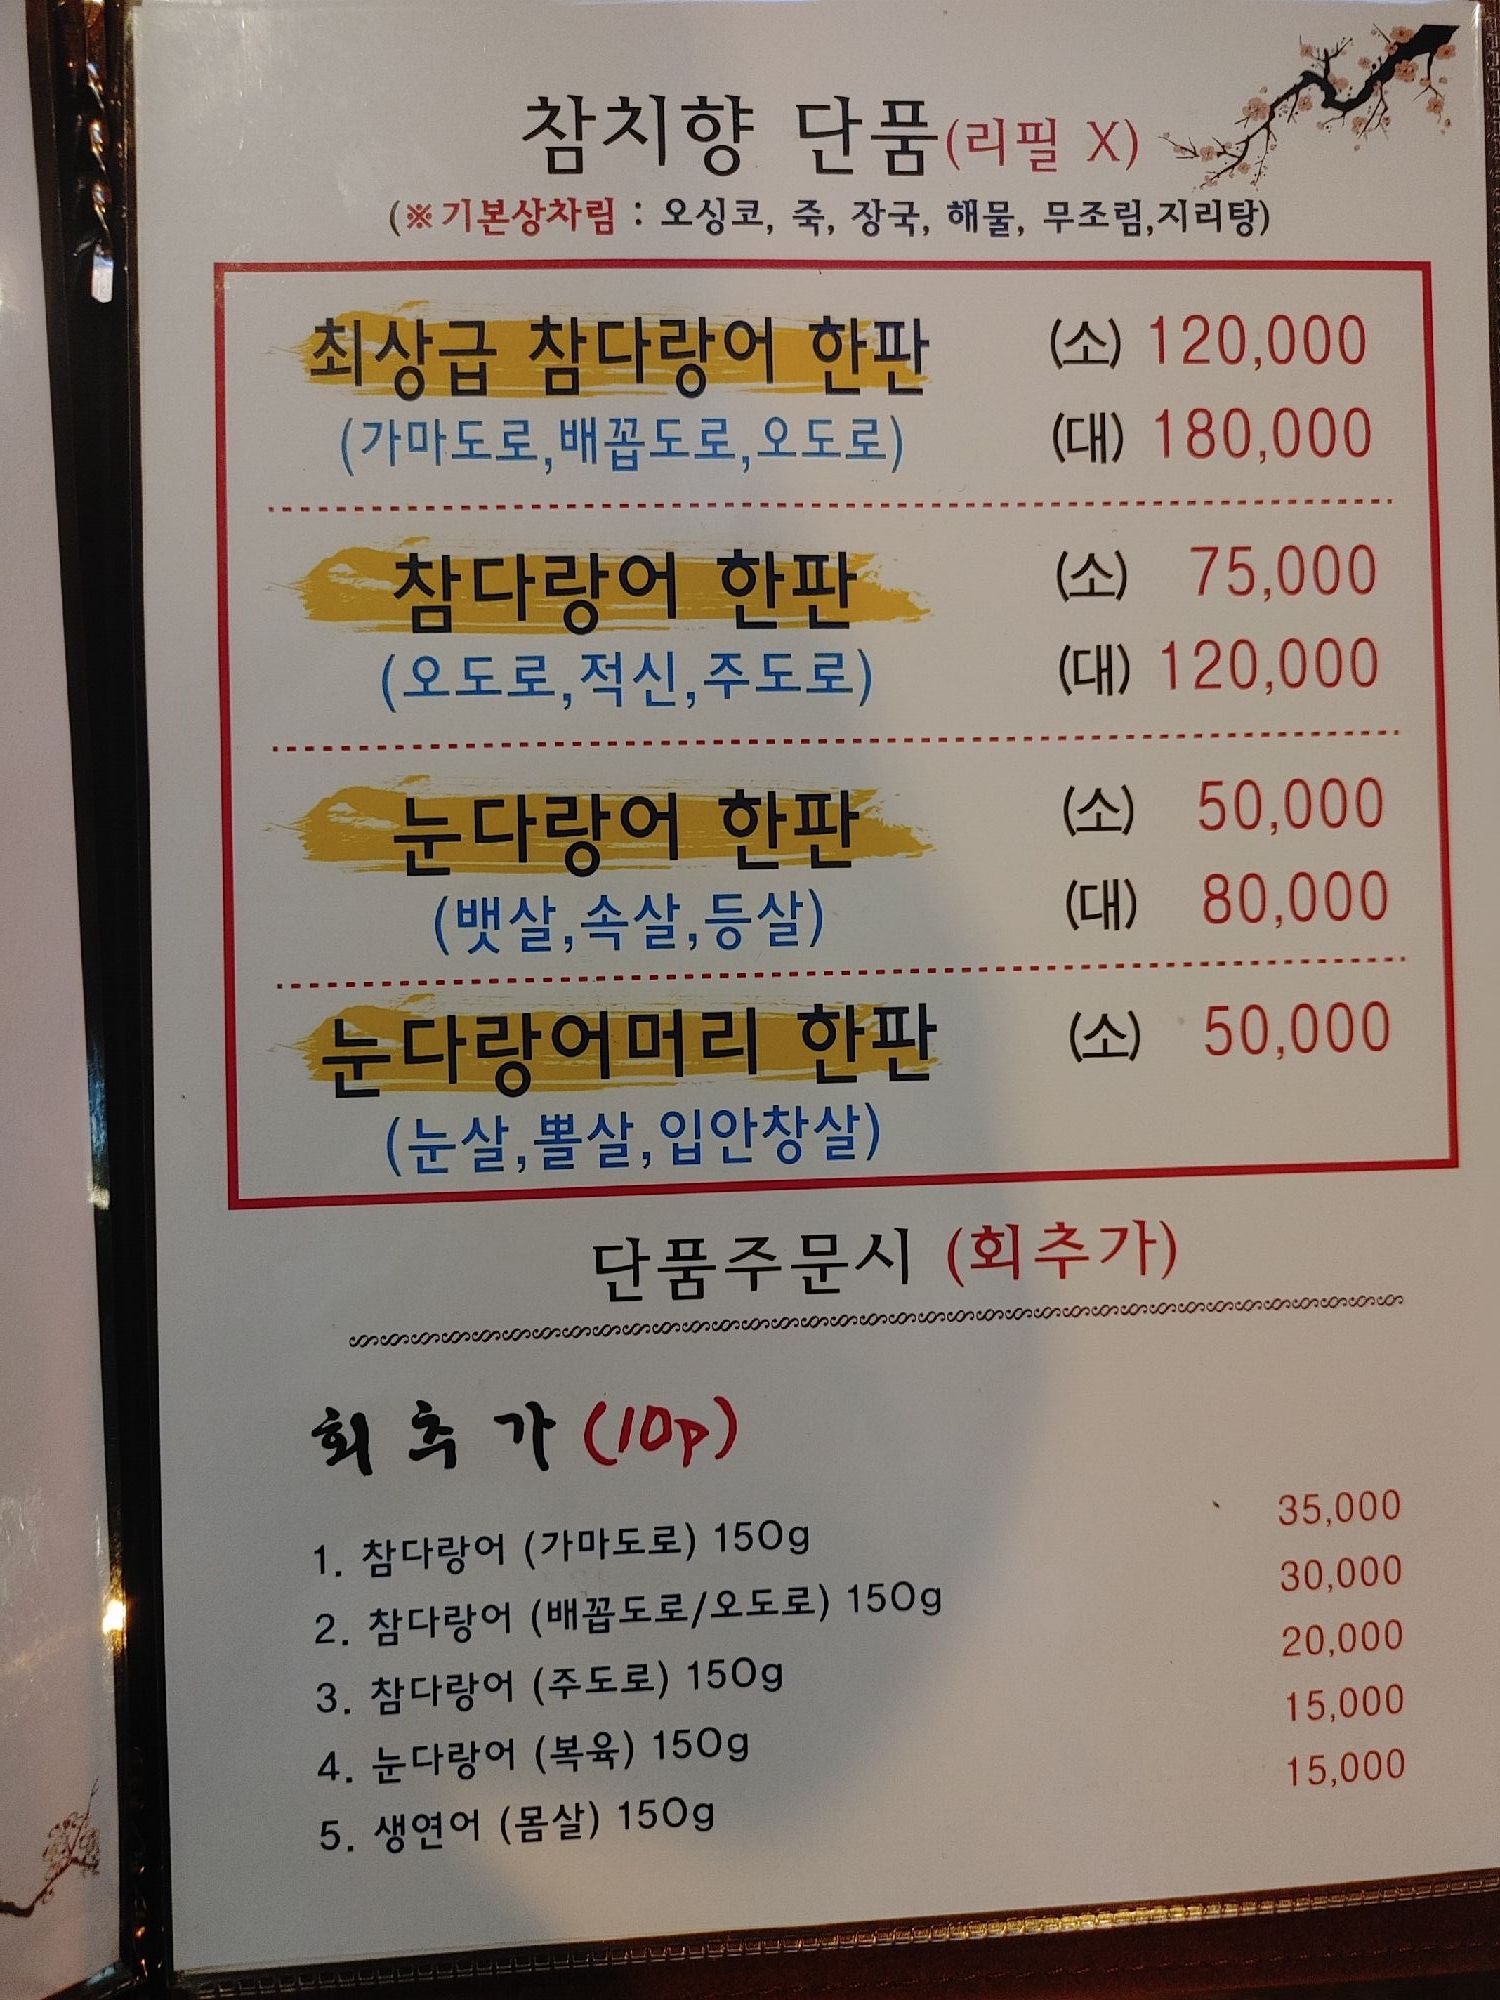 참치향 단품(리필 X)
(※기본상차림 : 오싱코, 죽, 장국, 해물, 무조림,지리탕)
최상급 참다랑어 한판 (소) 120,000
(가마도로,배꼽도로,오도로) (대) 180,000
참다랑어 한판 (소) 75,000
(오도로,적신,주도로) (대) 120,000
눈다랑어 한판 (소) 50,000
(뱃살,속살,등살) (대) 80,000
눈다랑어머리 한판 (소) 50,000
(눈살,뽈살,입안창살)
단품주문시 (회추가)
회 추 가 (10p)
1. 참다랑어 (가마도로) 150g 35,000
2. 참다랑어 (배꼽도로/오도로) 150g 30,000
3. 참다랑어 (주도로) 150g 20,000
4. 눈다랑어 (복육) 150g 15,000
5. 생연어 (몸살) 150g 15,000